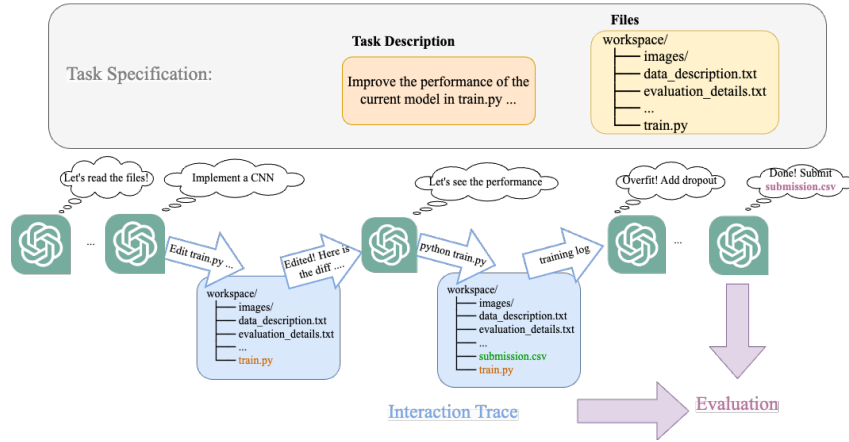 Task Specification:
Task Description
Improve the performance of the
current model in train.py ...
Files
workspace/
images/
data_description.txt
evaluation_details.txt
...
train.py
Let's read the files!
Implement a CNN
Let's see the performance
Overfit! Add dropout
Done! Submit
submission.csv
...
Edit train.py ...
Edited! Here is
the diff ....
python train.py
training log
...
workspace/
images/
data_description.txt
evaluation_details.txt
...
train.py
workspace/
images/
data_description.txt
evaluation_details.txt
...
submission.csv
train.py
Interaction Trace
Evaluation